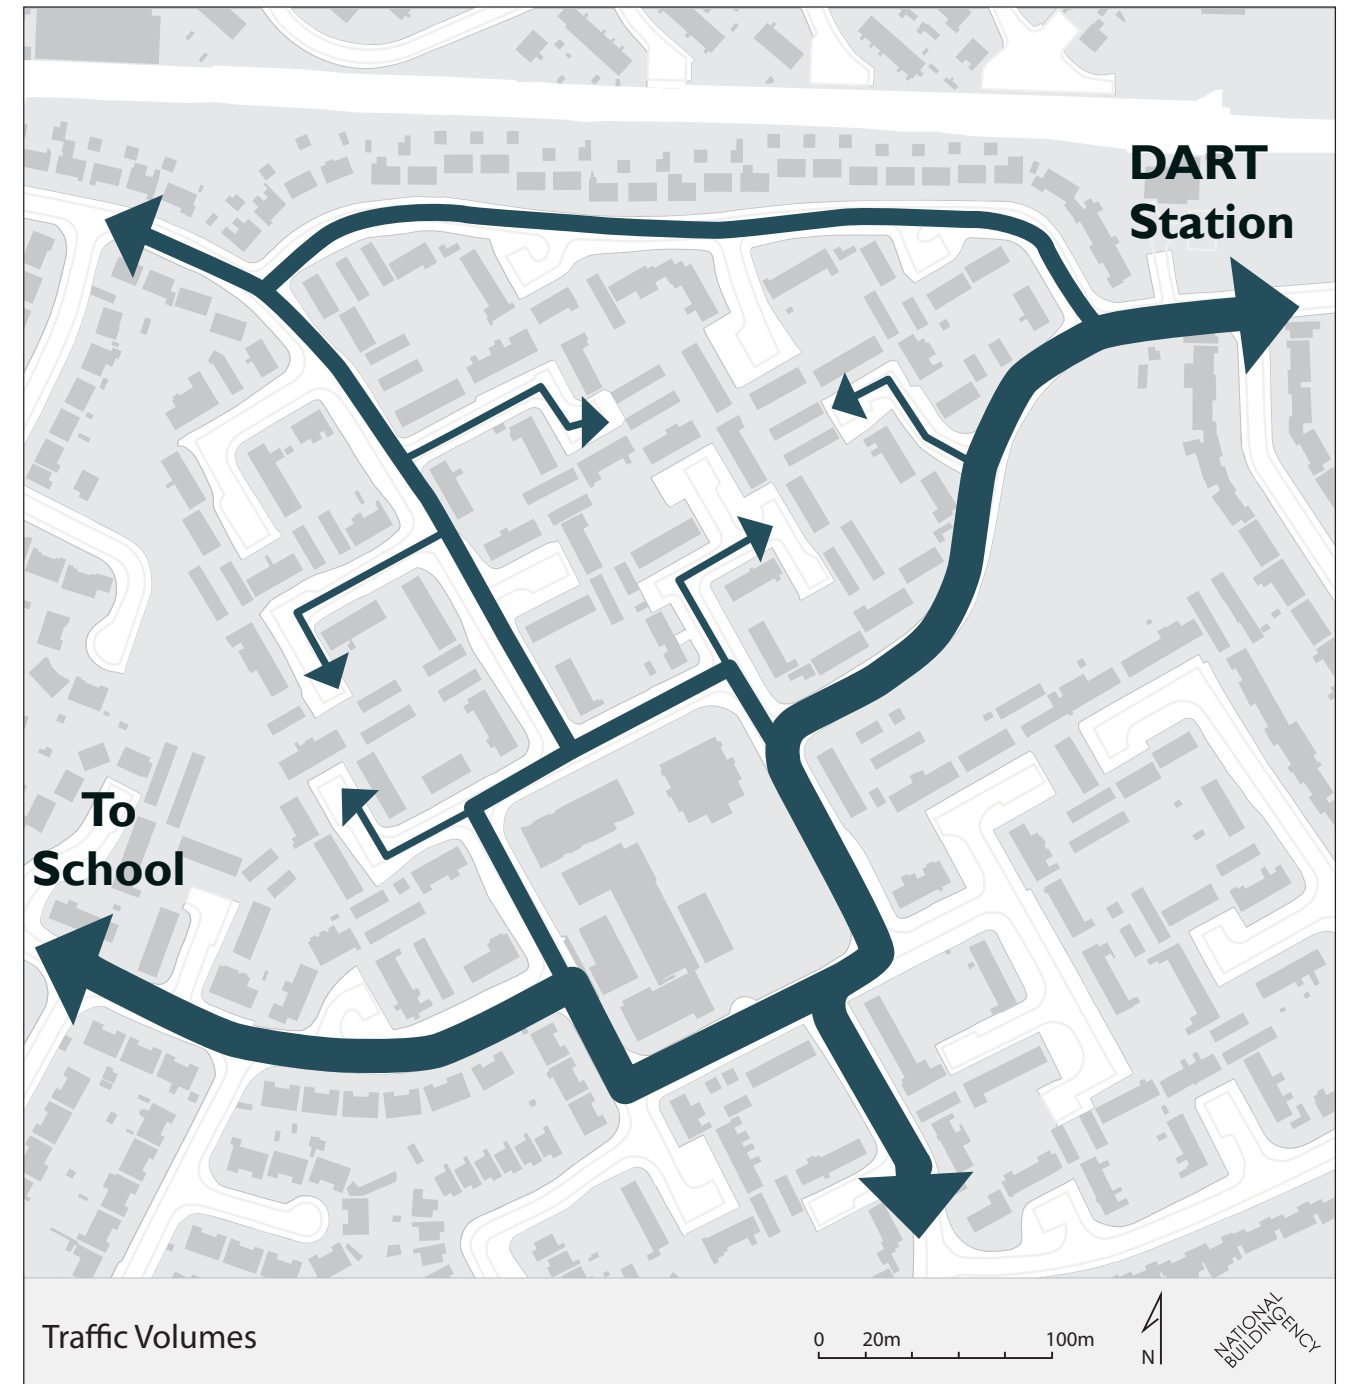 DART
Station
To
School
Traffic Volumes
0 20m 100m
N
NATIONAL
BUILDING AGENCY